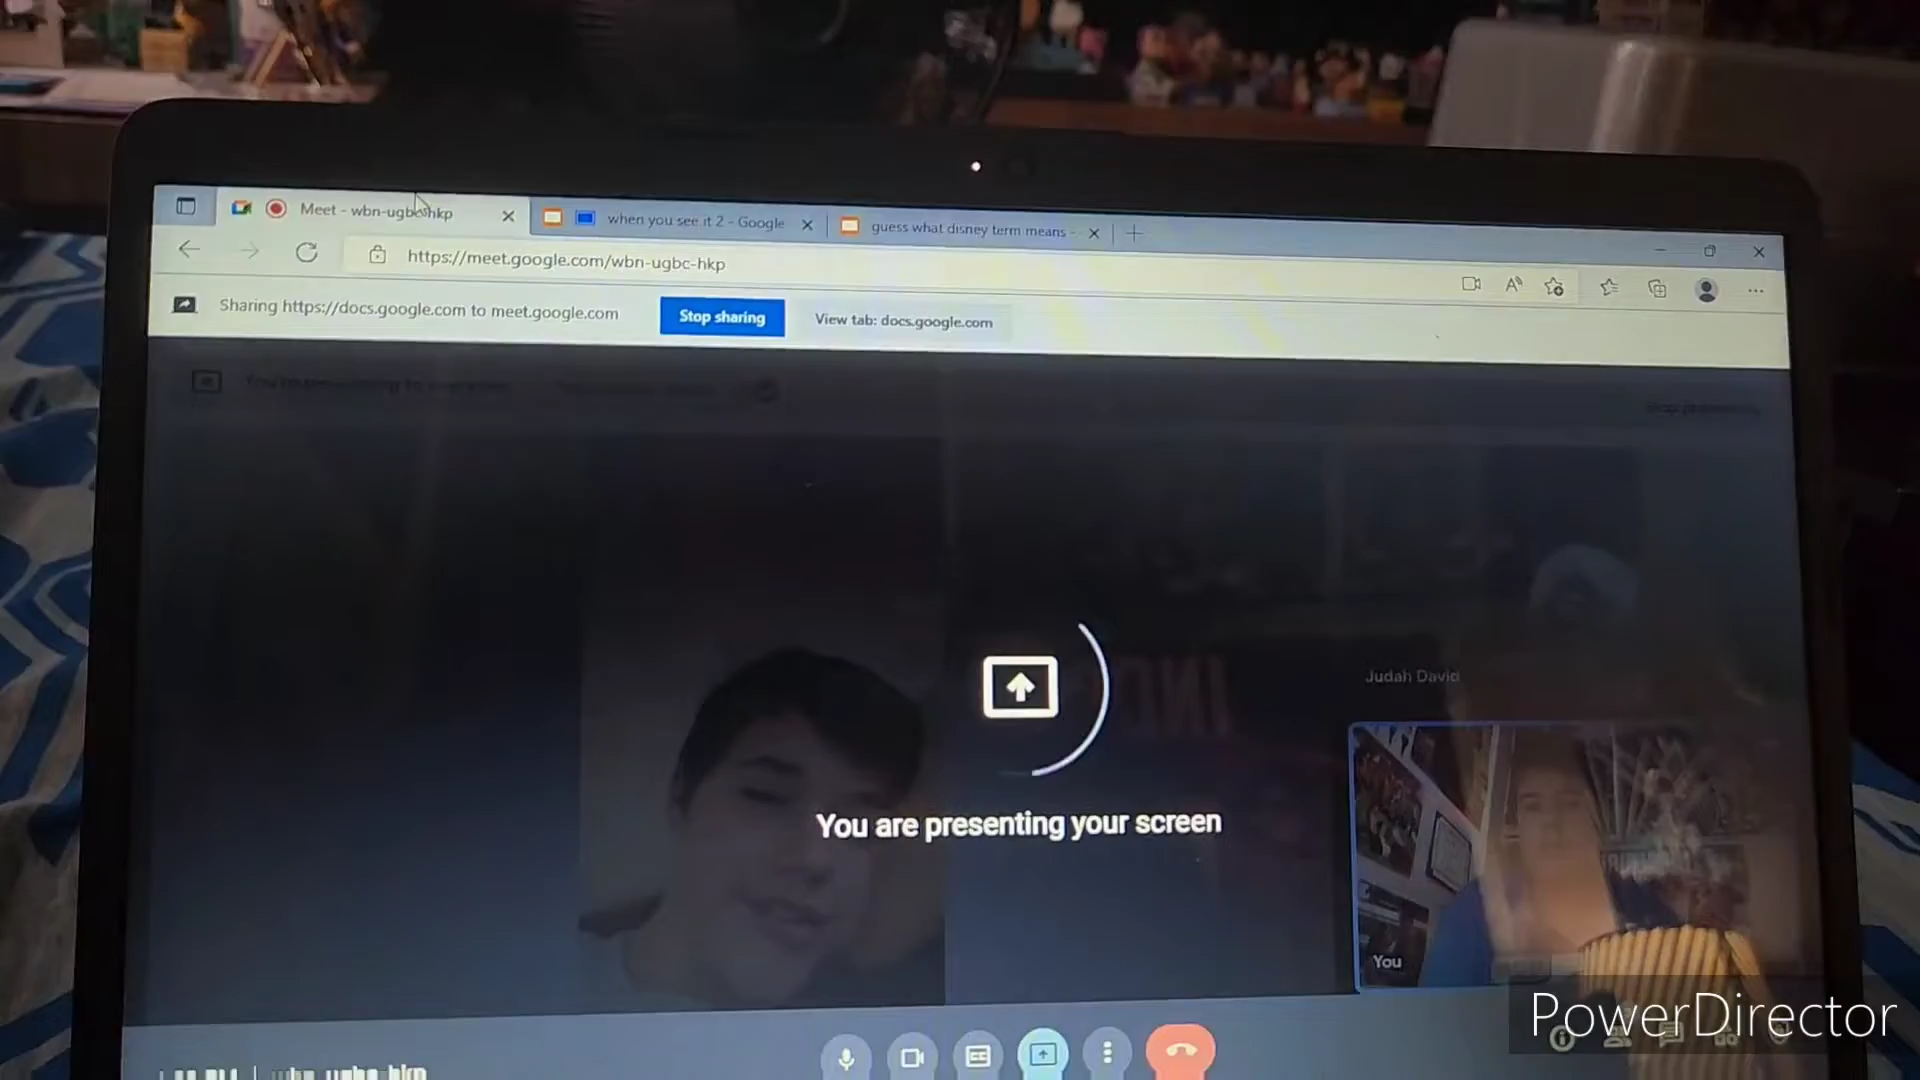 Meet - wbn-ugbc-hkp
when you see it 2 - Google
guess what disney term means -
https://meet.google.com/wbn-ugbc-hkp
Sharing https://docs.google.com to meet.google.com
Stop sharing
View tab: docs.google.com
Judah David
You are presenting your screen
You
PowerDirector